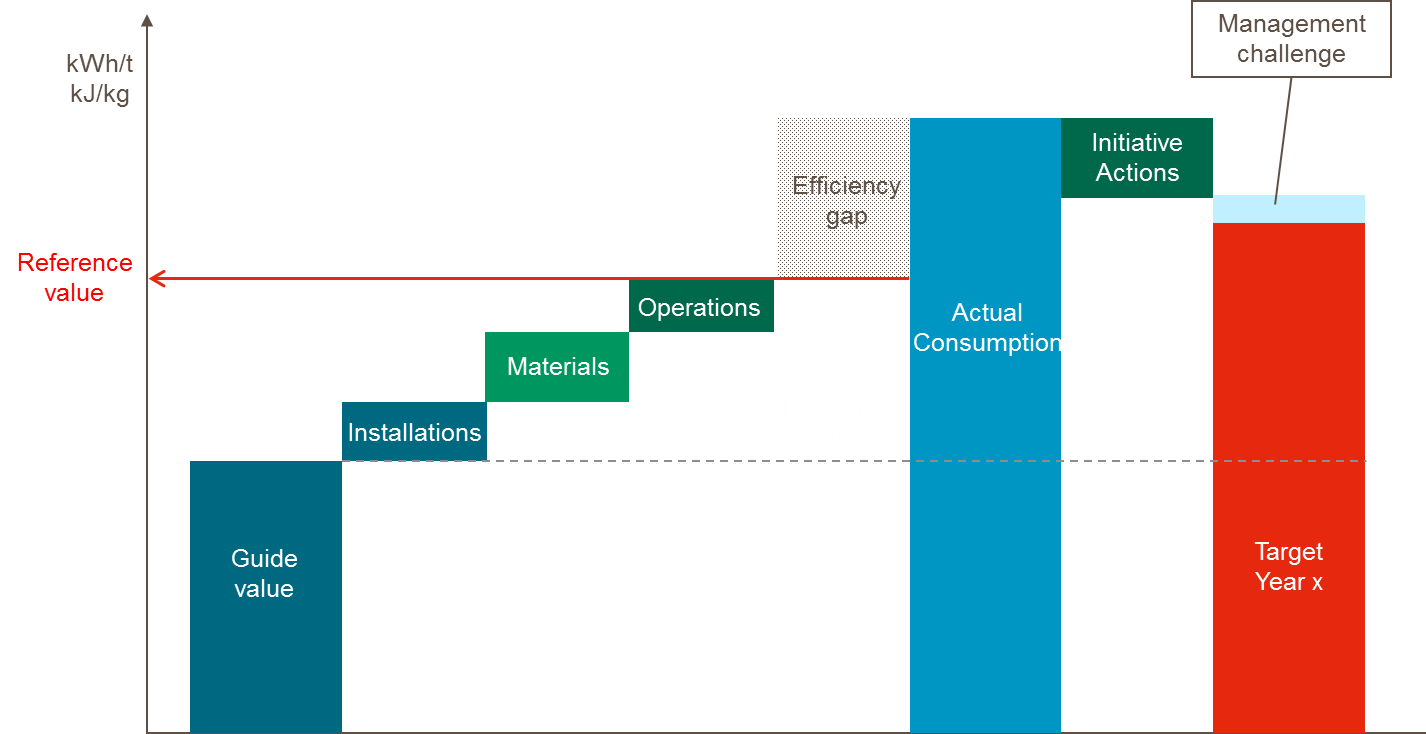 Management
challenge
kWh/t
kJ/kg
Initiative
Actions
Efficiency
gap
Reference
value
Operations
Actual
Consumption
Materials
Installations
Guide
value
Target
Year x